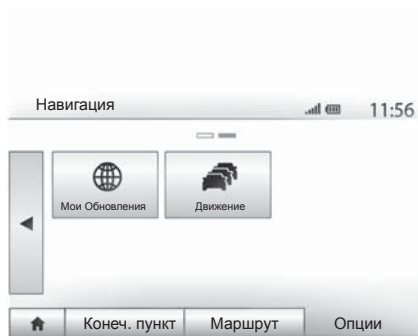 Навигация 11:56
Мои Обновления Движение
Конеч. пункт Маршрут Опции